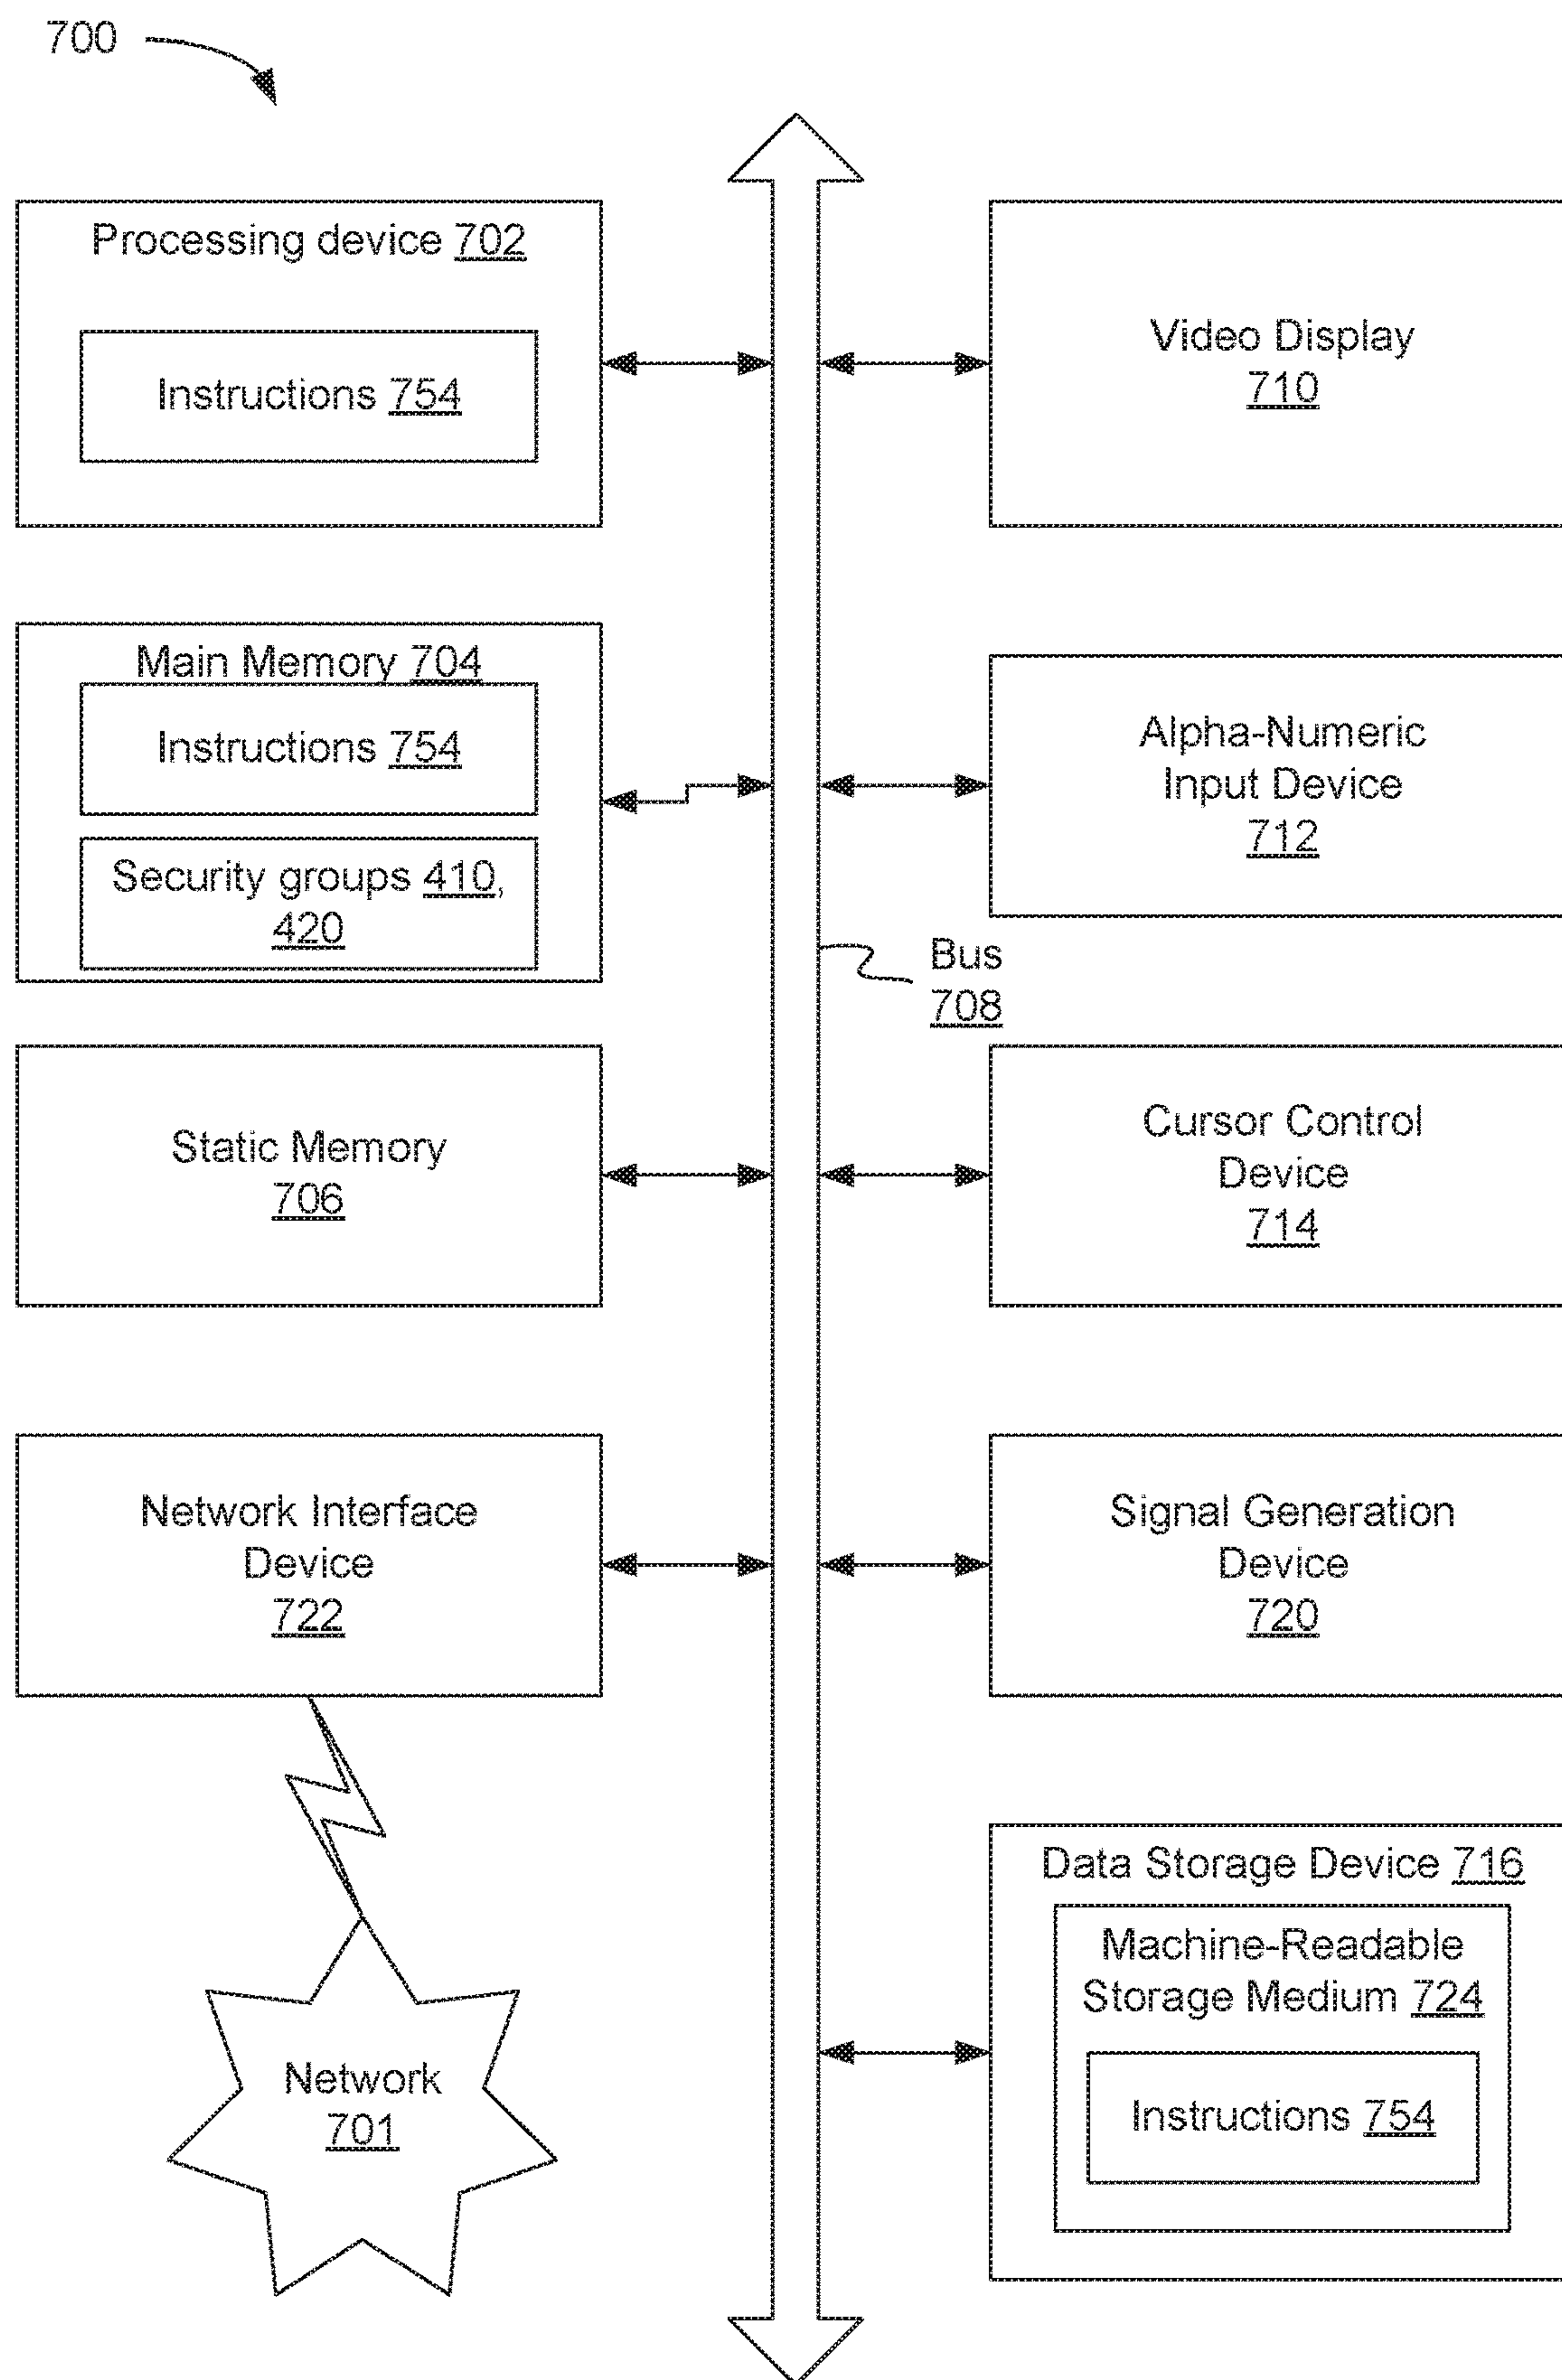 700
Processing device 702
Instructions 754
Main Memory 704
Instructions 754
Security groups 410,
420
Static Memory
706
Network Interface
Device
722
Network
701
Bus
708
Video Display
710
Alpha-Numeric
Input Device
712
Cursor Control
Device
714
Signal Generation
Device
720
Data Storage Device 716
Machine-Readable
Storage Medium 724
Instructions 754